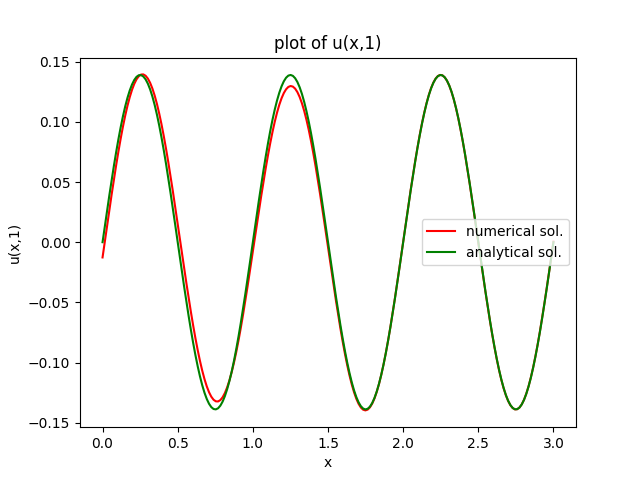 plot of u(x,1)
0.15
0.10
0.05
0.00
−0.05
−0.10
−0.15
u(x,1)
numerical sol.
analytical sol.
0.0 0.5 1.0 1.5 2.0 2.5 3.0
x